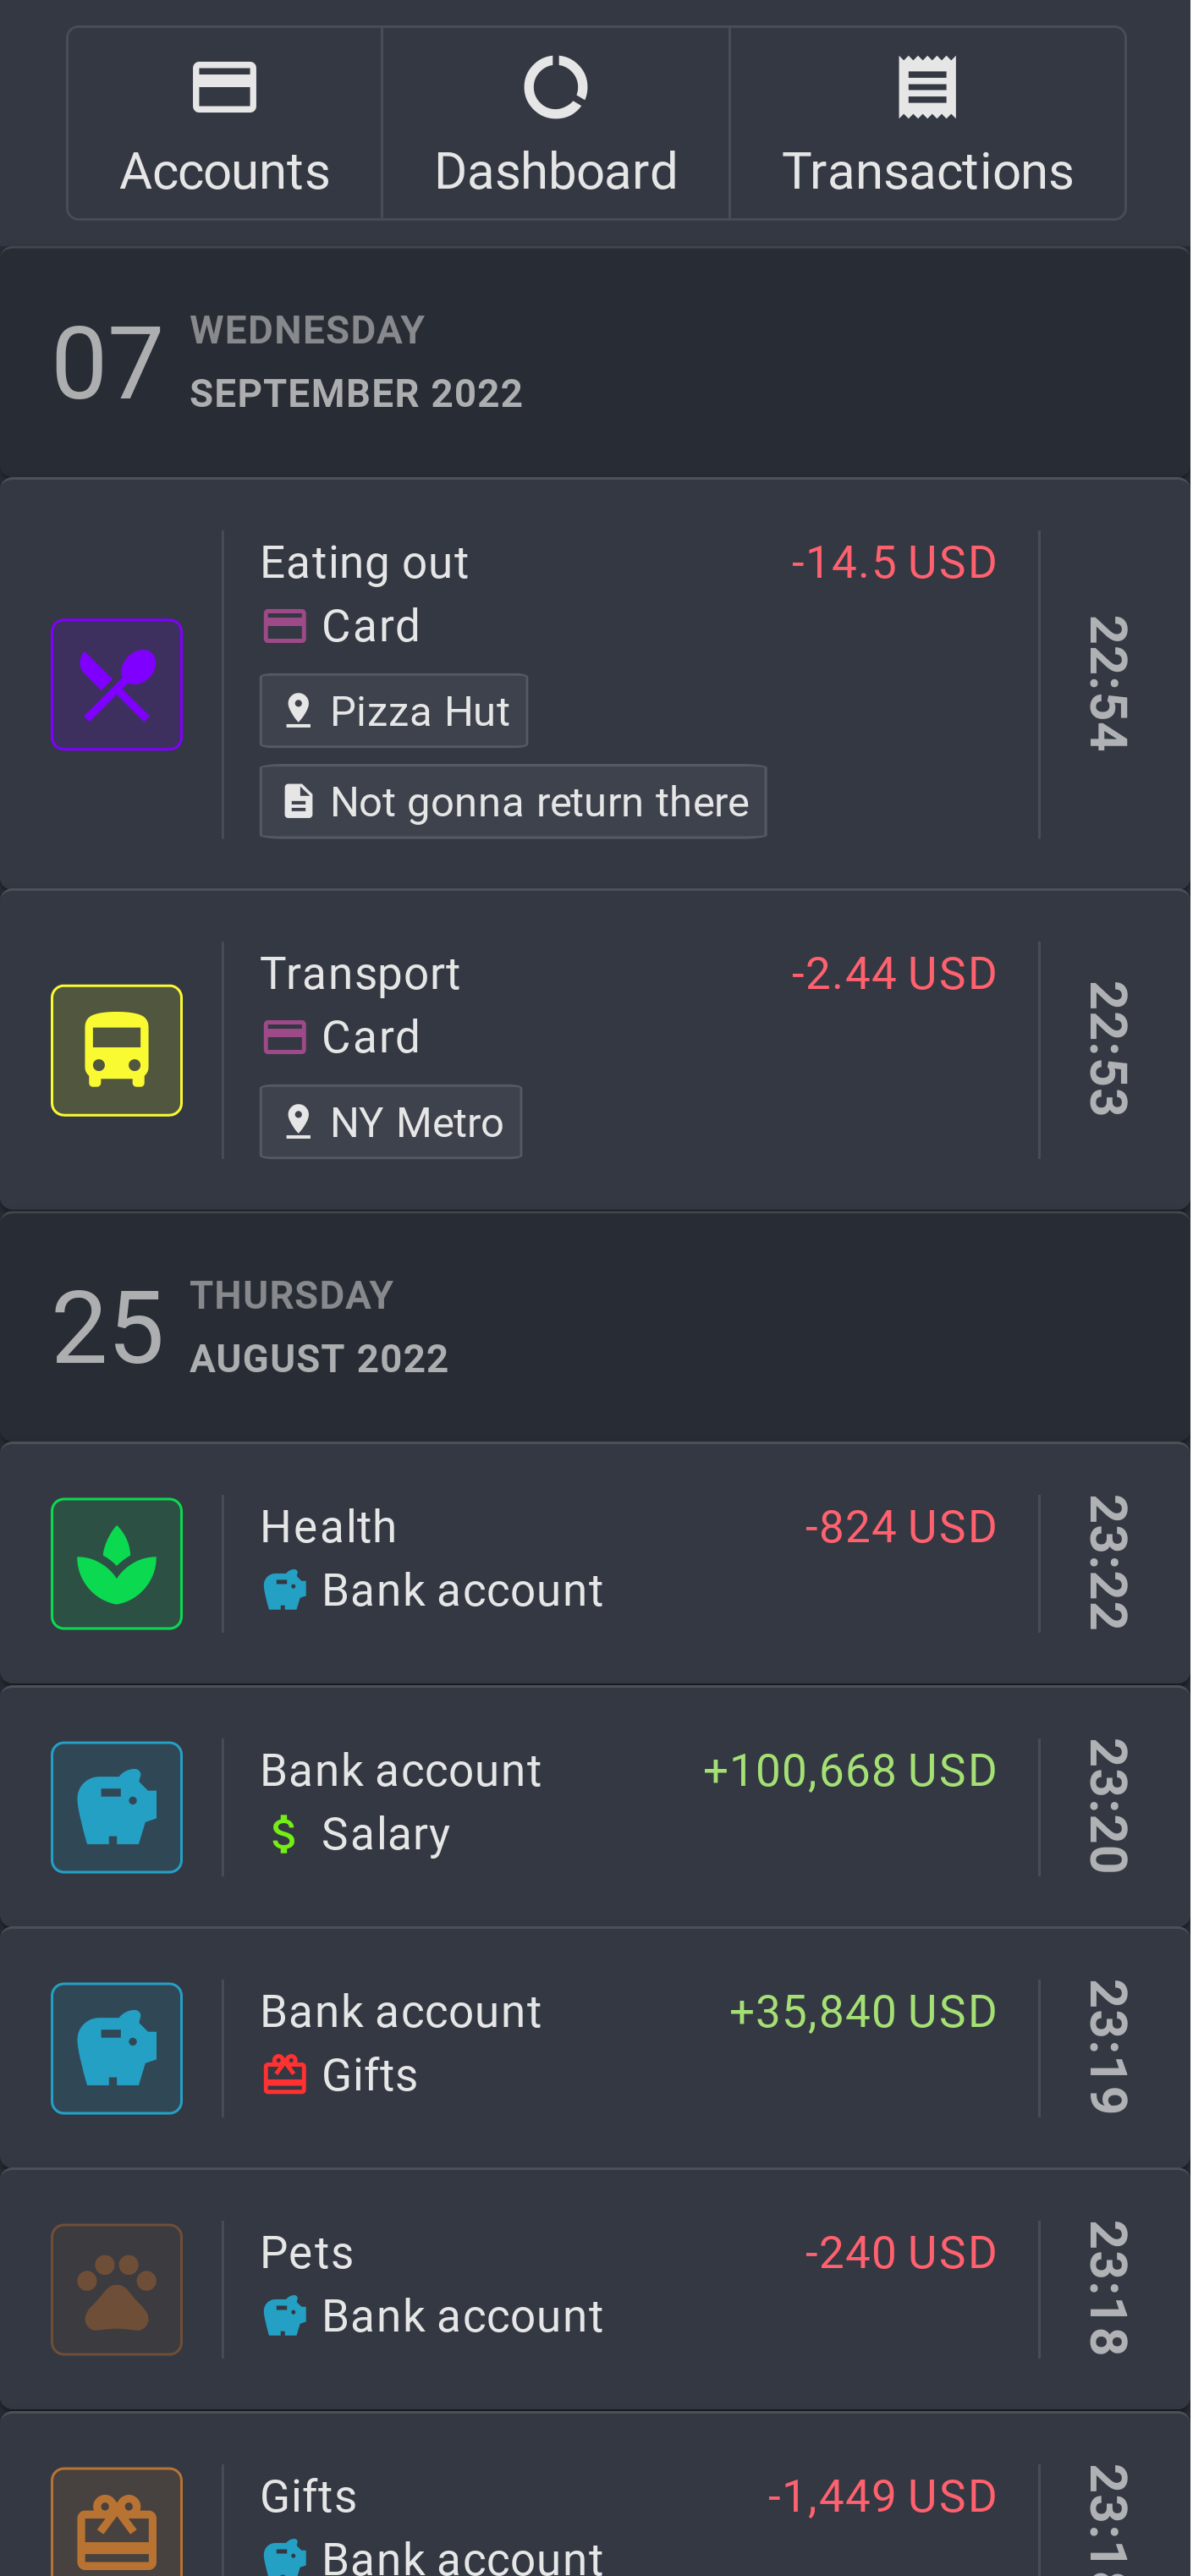 Accounts
Dashboard
Transactions
07
WEDNESDAY
SEPTEMBER 2022
Eating out
-14.5 USD
Card
Pizza Hut
Not gonna return there
22:54
Transport
-2.44 USD
Card
NY Metro
22:53
25
THURSDAY
AUGUST 2022
Health
-824 USD
Bank account
23:22
Bank account
+100,668 USD
Salary
23:20
Bank account
+35,840 USD
Gifts
23:19
Pets
-240 USD
Bank account
23:18
Gifts
-1,449 USD
Bank account